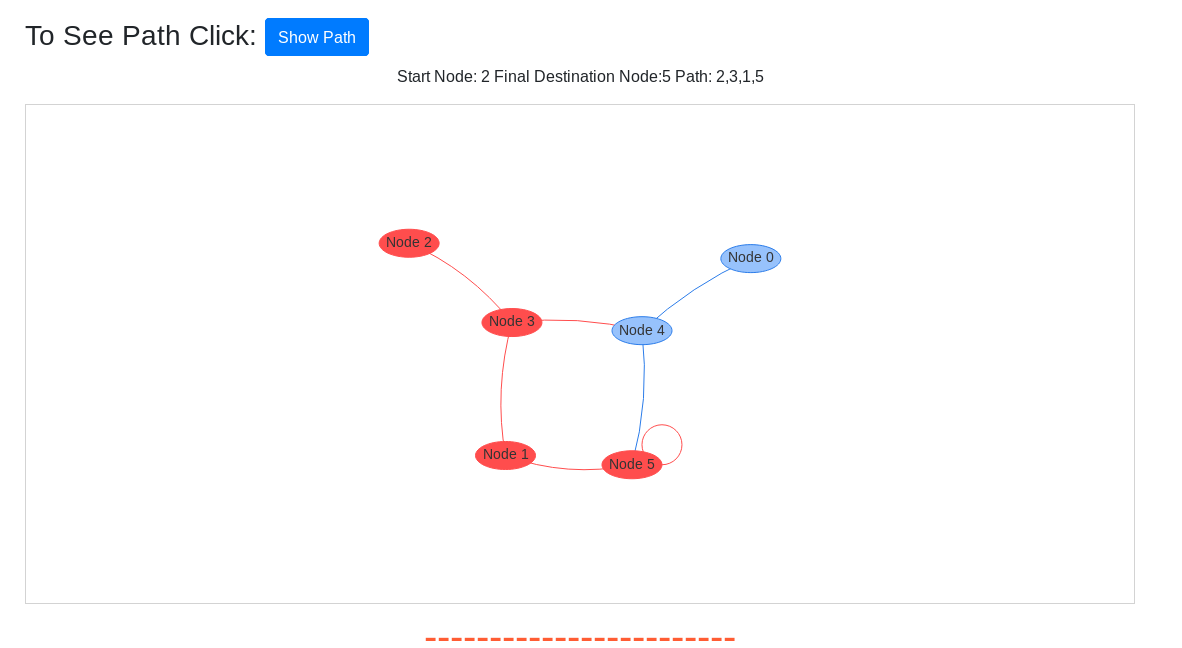 To See Path Click: Show Path
Start Node: 2 Final Destination Node:5 Path: 2,3,1,5
Node 2
Node 0
Node 3
Node 4
Node 1
Node 5